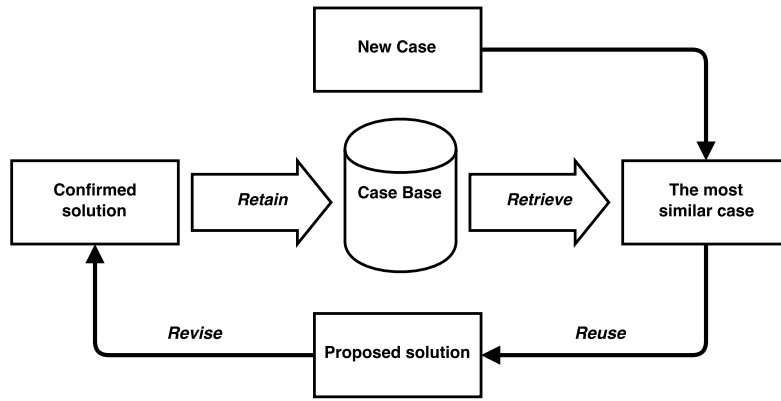 New Case
Confirmed
solution
Retain
Case Base
Retrieve
The most
similar case
Revise
Proposed solution
Reuse